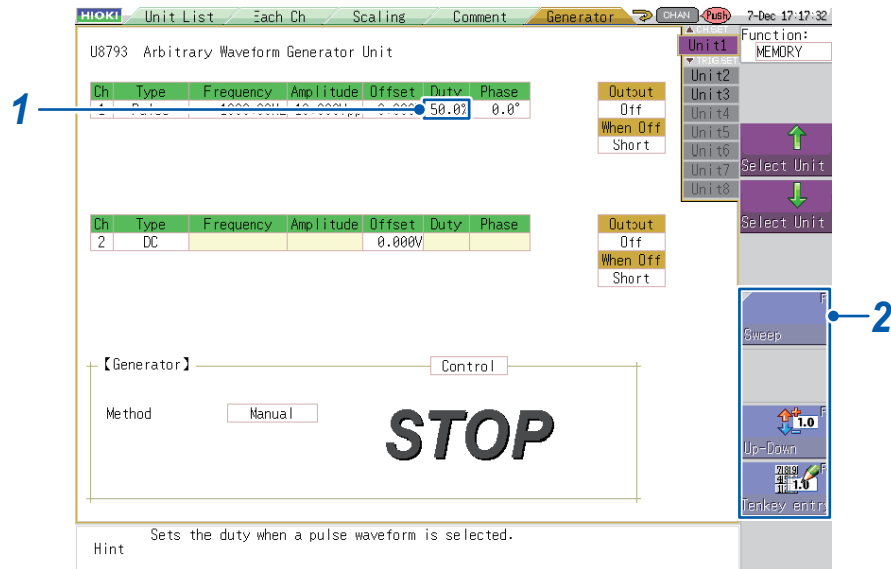 HIOKI Unit List Each Ch Scaling Comment Generator CHAN Push 7-Dec 17:17:32
U8793 Arbitrary Waveform Generator Unit
▲ CH.SET
Unit1
▼ TRIG.SET
Unit2
Unit3
Unit4
Unit5
Unit6
Unit7
Unit8
Function:
MEMORY
Select Unit
Select Unit
1
Ch Type Frequency Amplitude Offset Duty Phase
1 Pulse 50.0% 0.0°
Output
Off
When Off
Short
Ch Type Frequency Amplitude Offset Duty Phase
2 DC 0.000V
Output
Off
When Off
Short
2
F
Sweep
1.0 F
Up-Down
1.0 F
Tenkey entry
【Generator】 Control
Method Manual
STOP
Hint Sets the duty when a pulse waveform is selected.